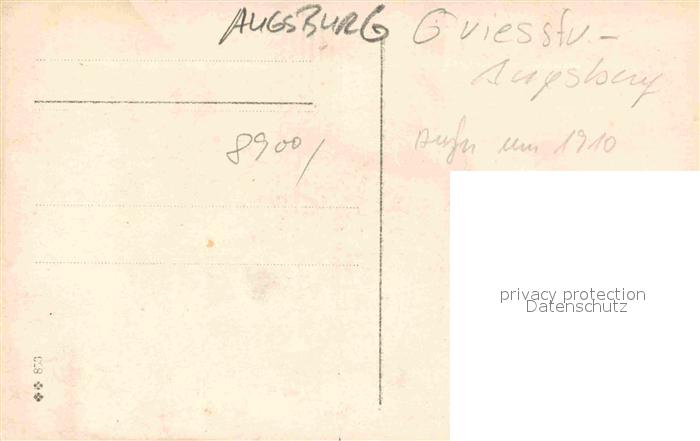 AUGSBURG
Griesstr. -
Augsburg
8900/
Aufn um 1910
privacy protection
Datenschutz